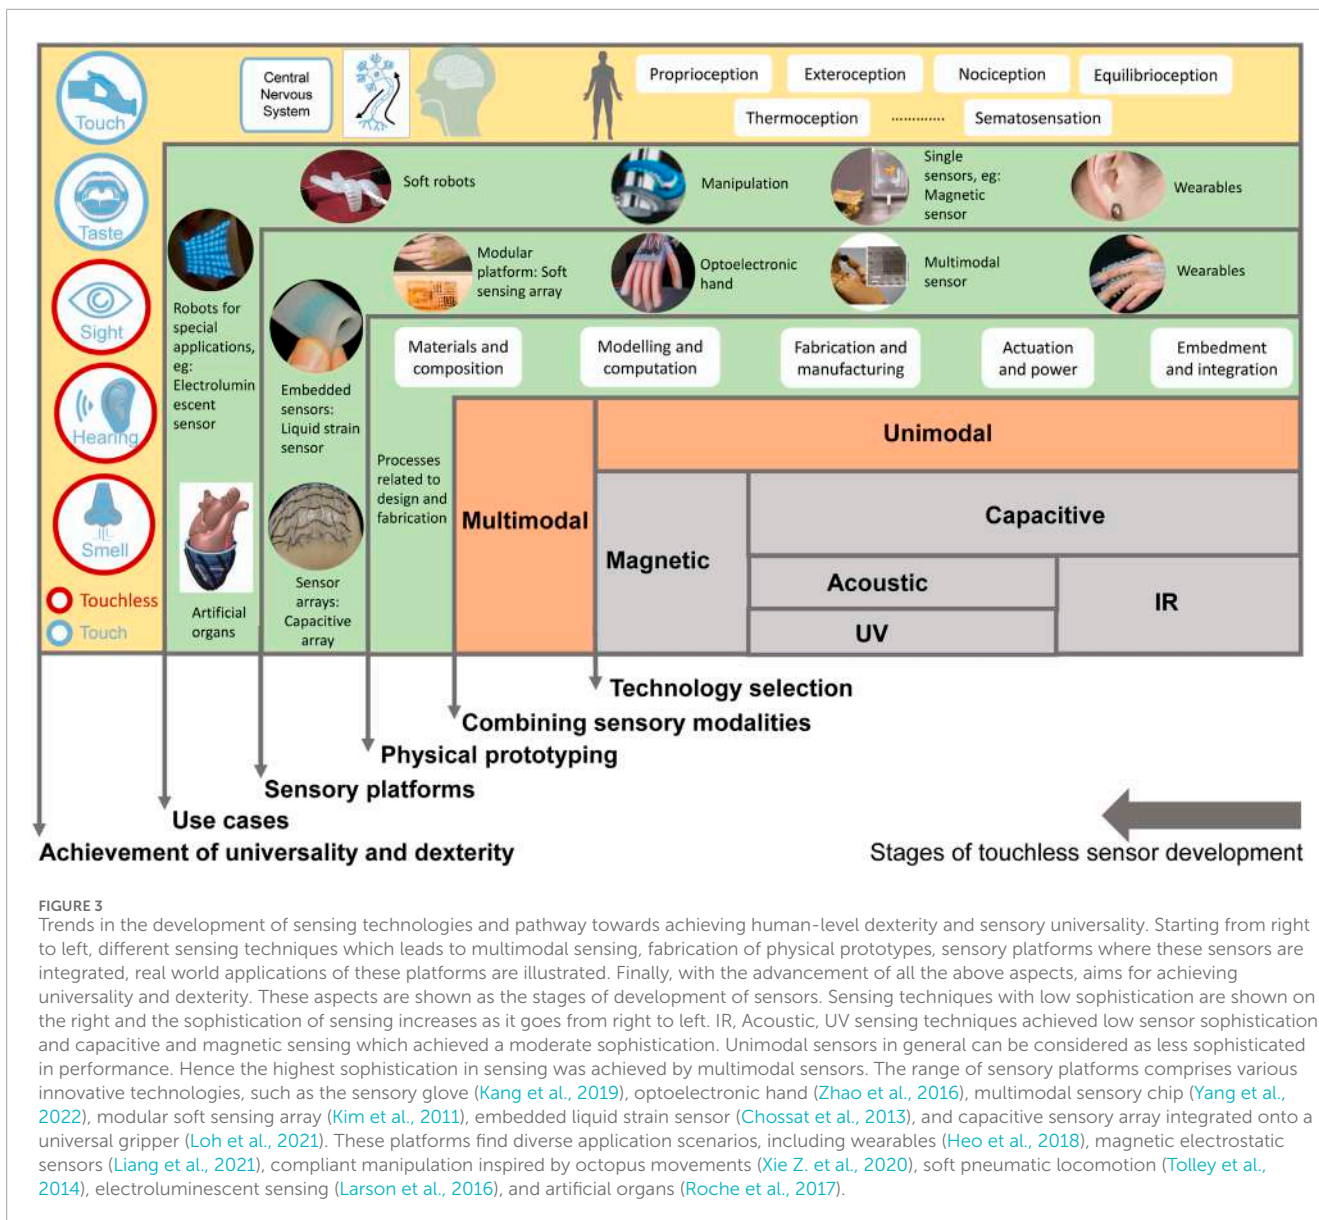 Touch
Taste
Sight
Hearing
Smell
Touchless
Touch
Central
Nervous
System
Proprioception
Exteroception
Nociception
Equilibrioception
Thermoception
.............
Sematosensation
Soft robots
Manipulation
Single
sensors, eg:
Magnetic
sensor
Wearables
Robots for
special
applications,
eg:
Electrolumin
escent
sensor
Artificial
organs
Modular
platform: Soft
sensing array
Optoelectronic
hand
Multimodal
sensor
Wearables
Embedded
sensors:
Liquid strain
sensor
Sensor
arrays:
Capacitive
array
Materials and
composition
Modelling and
computation
Fabrication and
manufacturing
Actuation
and power
Embedment
and integration
Processes
related to
design and
fabrication
Multimodal
Unimodal
Magnetic
Capacitive
Acoustic
UV
IR
Technology selection
Combining sensory modalities
Physical prototyping
Sensory platforms
Use cases
Achievement of universality and dexterity
Stages of touchless sensor development
FIGURE 3
Trends in the development of sensing technologies and pathway towards achieving human-level dexterity and sensory universality. Starting from right
to left, different sensing techniques which leads to multimodal sensing, fabrication of physical prototypes, sensory platforms where these sensors are
integrated, real world applications of these platforms are illustrated. Finally, with the advancement of all the above aspects, aims for achieving
universality and dexterity. These aspects are shown as the stages of development of sensors. Sensing techniques with low sophistication are shown on
the right and the sophistication of sensing increases as it goes from right to left. IR, Acoustic, UV sensing techniques achieved low sensor sophistication
and capacitive and magnetic sensing which achieved a moderate sophistication. Unimodal sensors in general can be considered as less sophisticated
in performance. Hence the highest sophistication in sensing was achieved by multimodal sensors. The range of sensory platforms comprises various
innovative technologies, such as the sensory glove (Kang et al., 2019), optoelectronic hand (Zhao et al., 2016), multimodal sensory chip (Yang et al.,
2022), modular soft sensing array (Kim et al., 2011), embedded liquid strain sensor (Chossat et al., 2013), and capacitive sensory array integrated onto a
universal gripper (Loh et al., 2021). These platforms find diverse application scenarios, including wearables (Heo et al., 2018), magnetic electrostatic
sensors (Liang et al., 2021), compliant manipulation inspired by octopus movements (Xie Z. et al., 2020), soft pneumatic locomotion (Tolley et al.,
2014), electroluminescent sensing (Larson et al., 2016), and artificial organs (Roche et al., 2017).